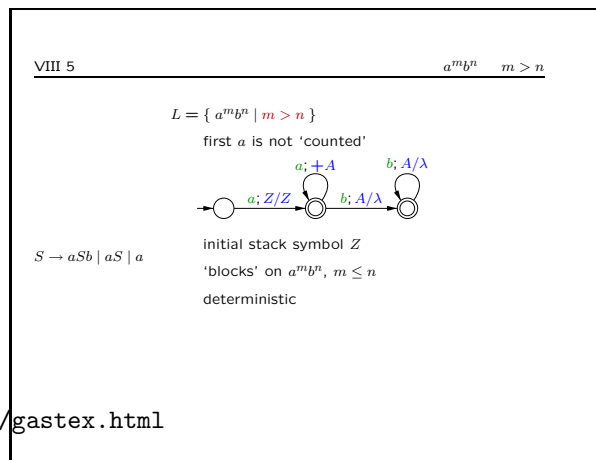 VIII 5 a^m b^n m > n
L = { a^m b^n | m > n }
first a is not ‘counted’
a; +A b; A/λ
a; Z/Z b; A/λ
initial stack symbol Z
S → aSb | aS | a
‘blocks’ on a^m b^n, m ≤ n
deterministic
/gastex.html